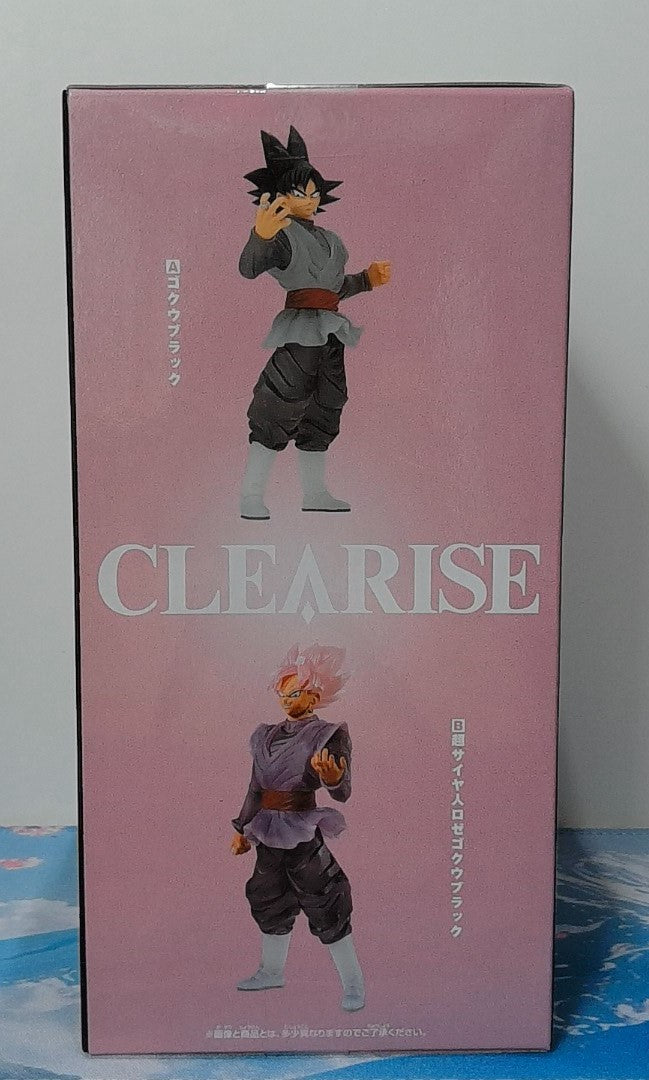 Aゴクウブラック
CLEARISE
B超サイヤ人ロゼゴクウブラック
※画像と商品とは、多少異なりますのでご了承ください。